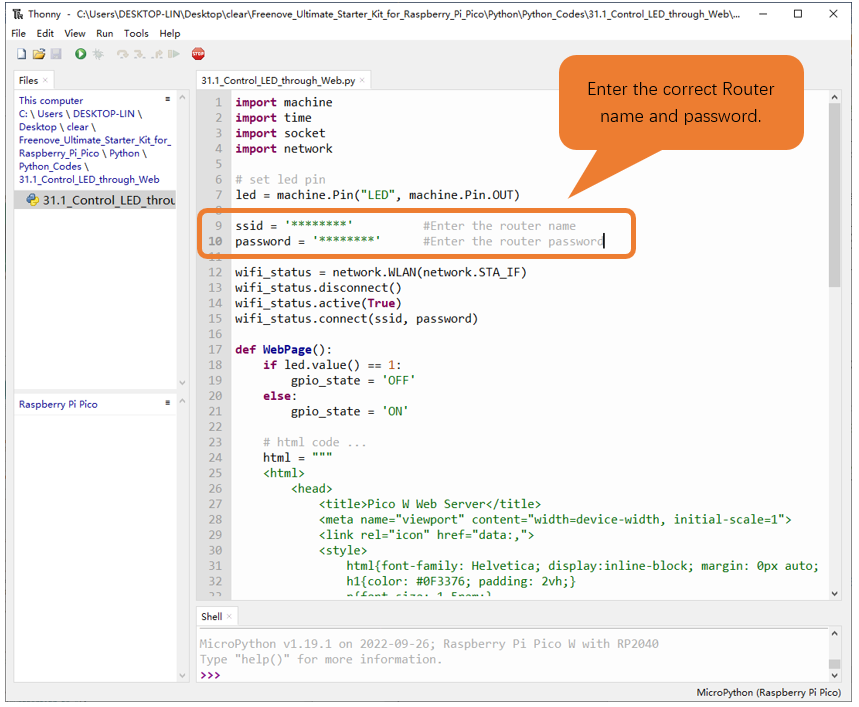 Thonny - C:\Users\DESKTOP-LIN\Desktop\clear\Freenove_Ultimate_Starter_Kit_for_Raspberry_Pi_Pico\Python\Python_Codes\31.1_Control_LED_through_Web\...
File Edit View Run Tools Help
STOP
Files
This computer
C: \ Users \ DESKTOP-LIN \
Desktop \ clear \
Freenove_Ultimate_Starter_Kit_for_
Raspberry_Pi_Pico \ Python \
Python_Codes \
31.1_Control_LED_through_Web
31.1_Control_LED_throu
Raspberry Pi Pico
31.1_Control_LED_through_Web.py
Enter the correct Router
name and password.
1 import machine
2 import time
3 import socket
4 import network
5
6 # set led pin
7 led = machine.Pin("LED", machine.Pin.OUT)
9 ssid = '********' #Enter the router name
10 password = '********' #Enter the router password
12 wifi_status = network.WLAN(network.STA_IF)
13 wifi_status.disconnect()
14 wifi_status.active(True)
15 wifi_status.connect(ssid, password)
16
17 def WebPage():
18 if led.value() == 1:
19 gpio_state = 'OFF'
20 else:
21 gpio_state = 'ON'
22
23 # html code ...
24 html = """
25 <html>
26 <head>
27 <title>Pico W Web Server</title>
28 <meta name="viewport" content="width=device-width, initial-scale=1">
29 <link rel="icon" href="data:,">
30 <style>
31 html{font-family: Helvetica; display:inline-block; margin: 0px auto;
32 h1{color: #0F3376; padding: 2vh;}
Shell
MicroPython v1.19.1 on 2022-09-26; Raspberry Pi Pico W with RP2040
Type "help()" for more information.
>>>
MicroPython (Raspberry Pi Pico)